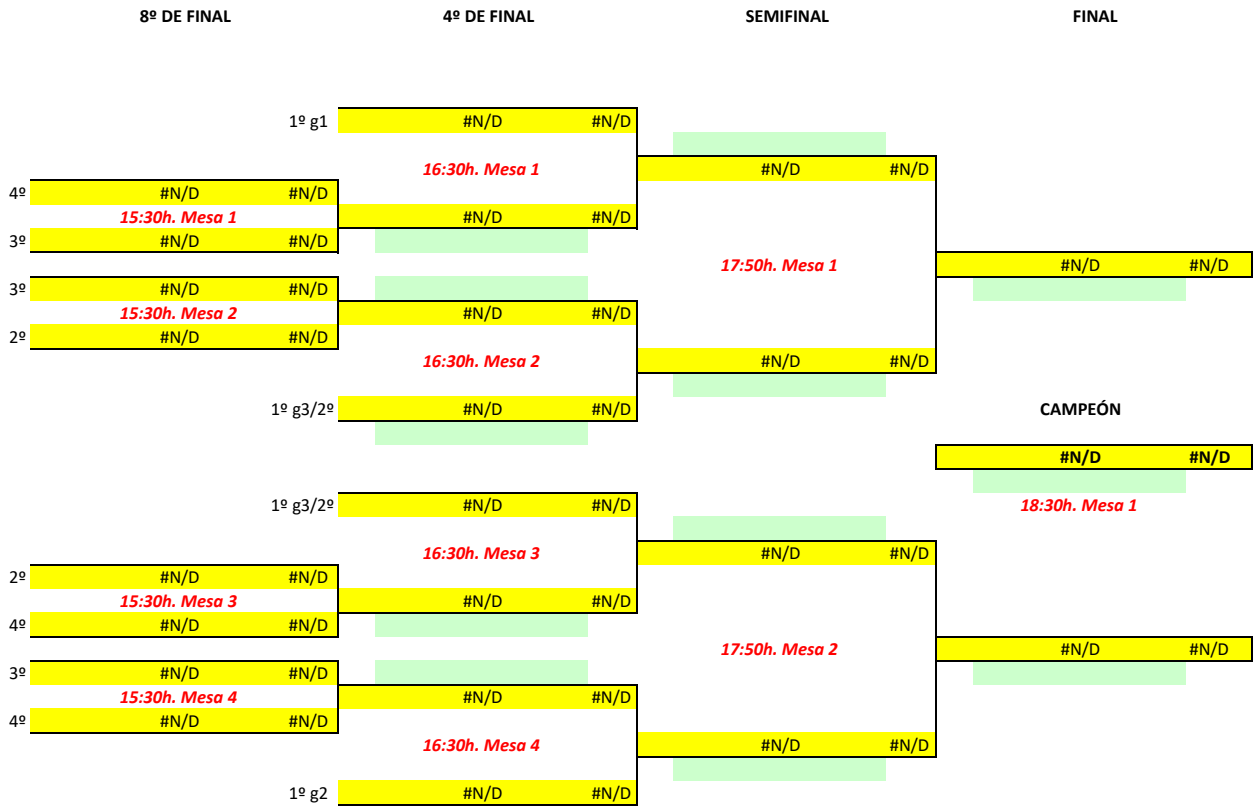 8º DE FINAL 4º DE FINAL SEMIFINAL FINAL
1º g1 #N/D #N/D
16:30h. Mesa 1 #N/D #N/D
4º #N/D #N/D
15:30h. Mesa 1 #N/D #N/D
3º #N/D #N/D
17:50h. Mesa 1 #N/D #N/D
3º #N/D #N/D
15:30h. Mesa 2 #N/D #N/D
2º #N/D #N/D
16:30h. Mesa 2 #N/D #N/D
1º g3/2º #N/D #N/D CAMPEÓN
#N/D #N/D
1º g3/2º #N/D #N/D 18:30h. Mesa 1
16:30h. Mesa 3 #N/D #N/D
2º #N/D #N/D
15:30h. Mesa 3 #N/D #N/D
4º #N/D #N/D
17:50h. Mesa 2 #N/D #N/D
3º #N/D #N/D
15:30h. Mesa 4 #N/D #N/D
4º #N/D #N/D
16:30h. Mesa 4 #N/D #N/D
1º g2 #N/D #N/D